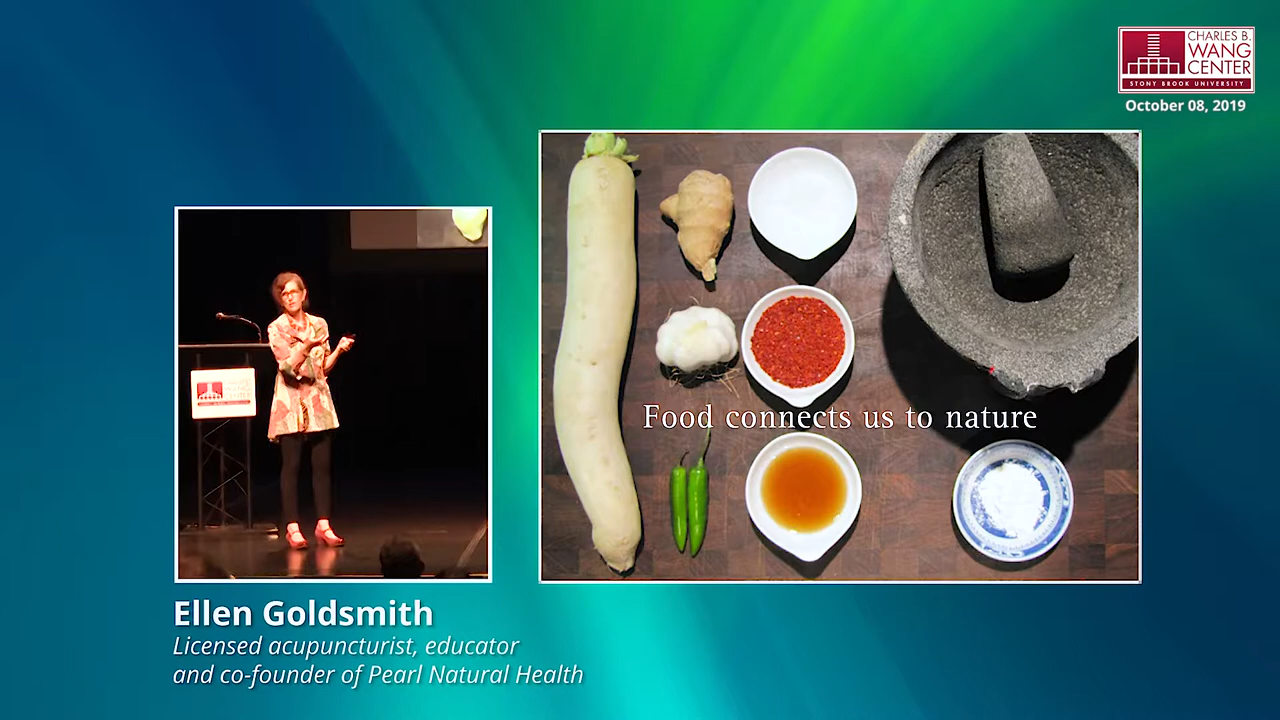 CHARLES B.
WANG
CENTER
STONY BROOK UNIVERSITY
October 08, 2019
Food connects us to nature
Ellen Goldsmith
Licensed acupuncturist, educator
and co-founder of Pearl Natural Health